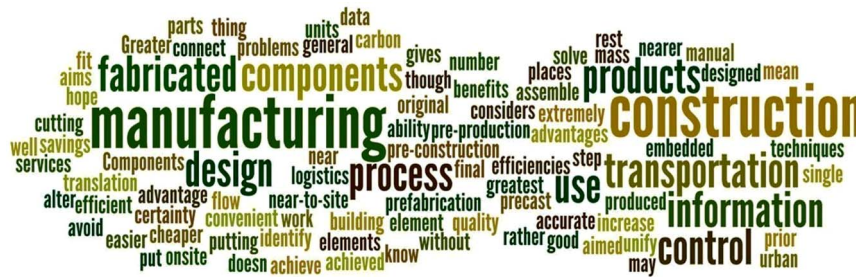 parts thing units data
Greater connect problems general carbon
fit aims hope fabricated components
gives number though benefits original
solve rest mass nearer manual
places assemble products designed mean
cutting manufacturing ability pre-production
considers extremely advantages construction
well savings services Components design near logistics
pre-construction process final efficiencies step greatest
embedded techniques use transportation single
translation alter efficient advantage flow near-to-site
prefabrication precast produced information
avoid certainty convenient work building element quality
accurate increase rather good aimed unify control prior
easier cheaper putting identify elements without
put onsite doesn achieve achieved know
may urban